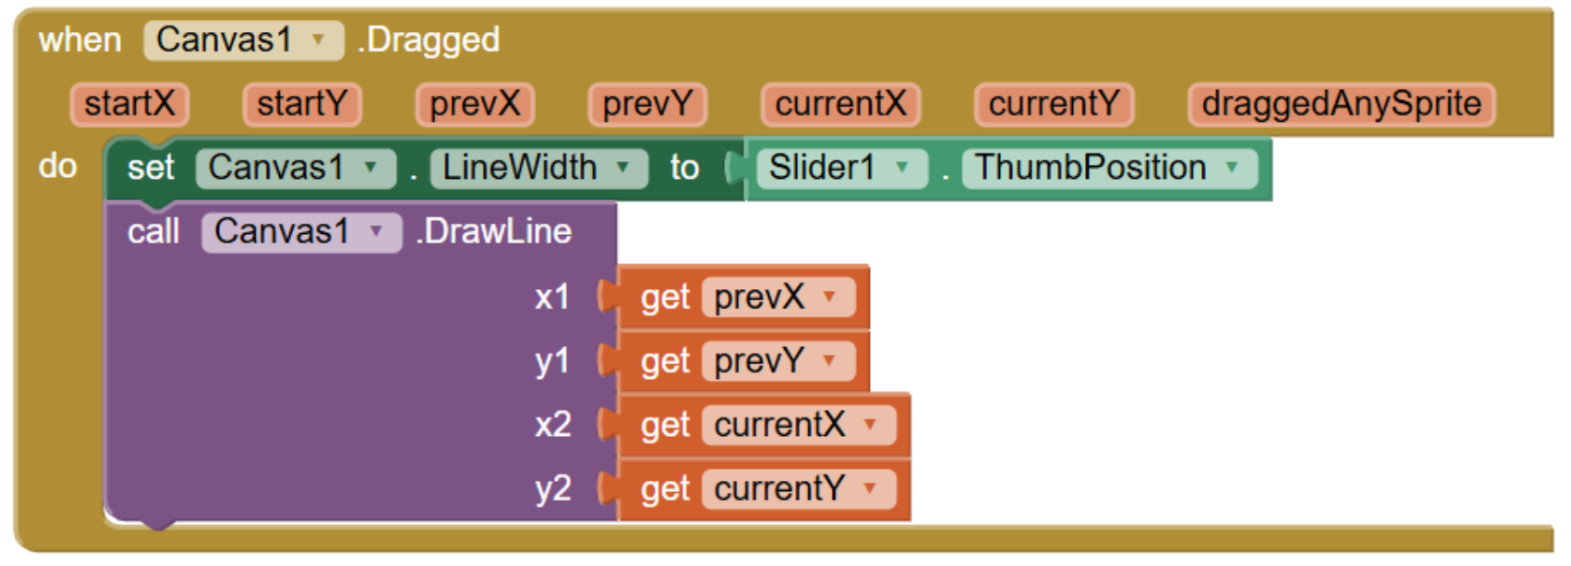 when Canvas1 .Dragged
startX startY prevX prevY currentX currentY draggedAnySprite
do set Canvas1 . LineWidth to Slider1 . ThumbPosition
call Canvas1 .DrawLine
x1 get prevX
y1 get prevY
x2 get currentX
y2 get currentY